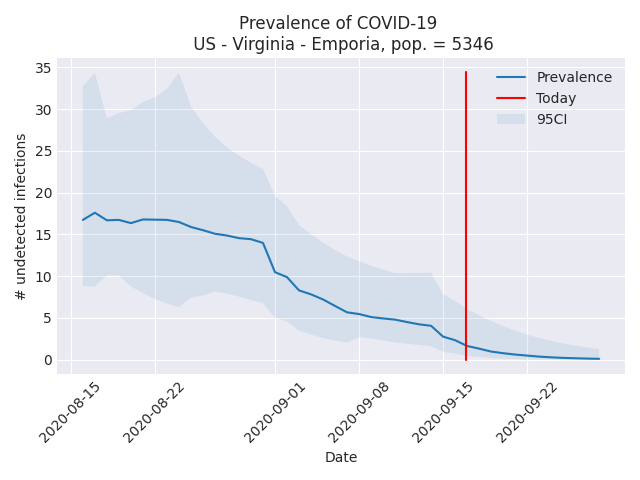 Prevalence of COVID-19
US - Virginia - Emporia, pop. = 5346
35
30
25
20
15
10
5
0
# undetected infections
Prevalence
Today
95CI
2020-08-15
2020-08-22
2020-09-01
2020-09-08
2020-09-15
2020-09-22
Date